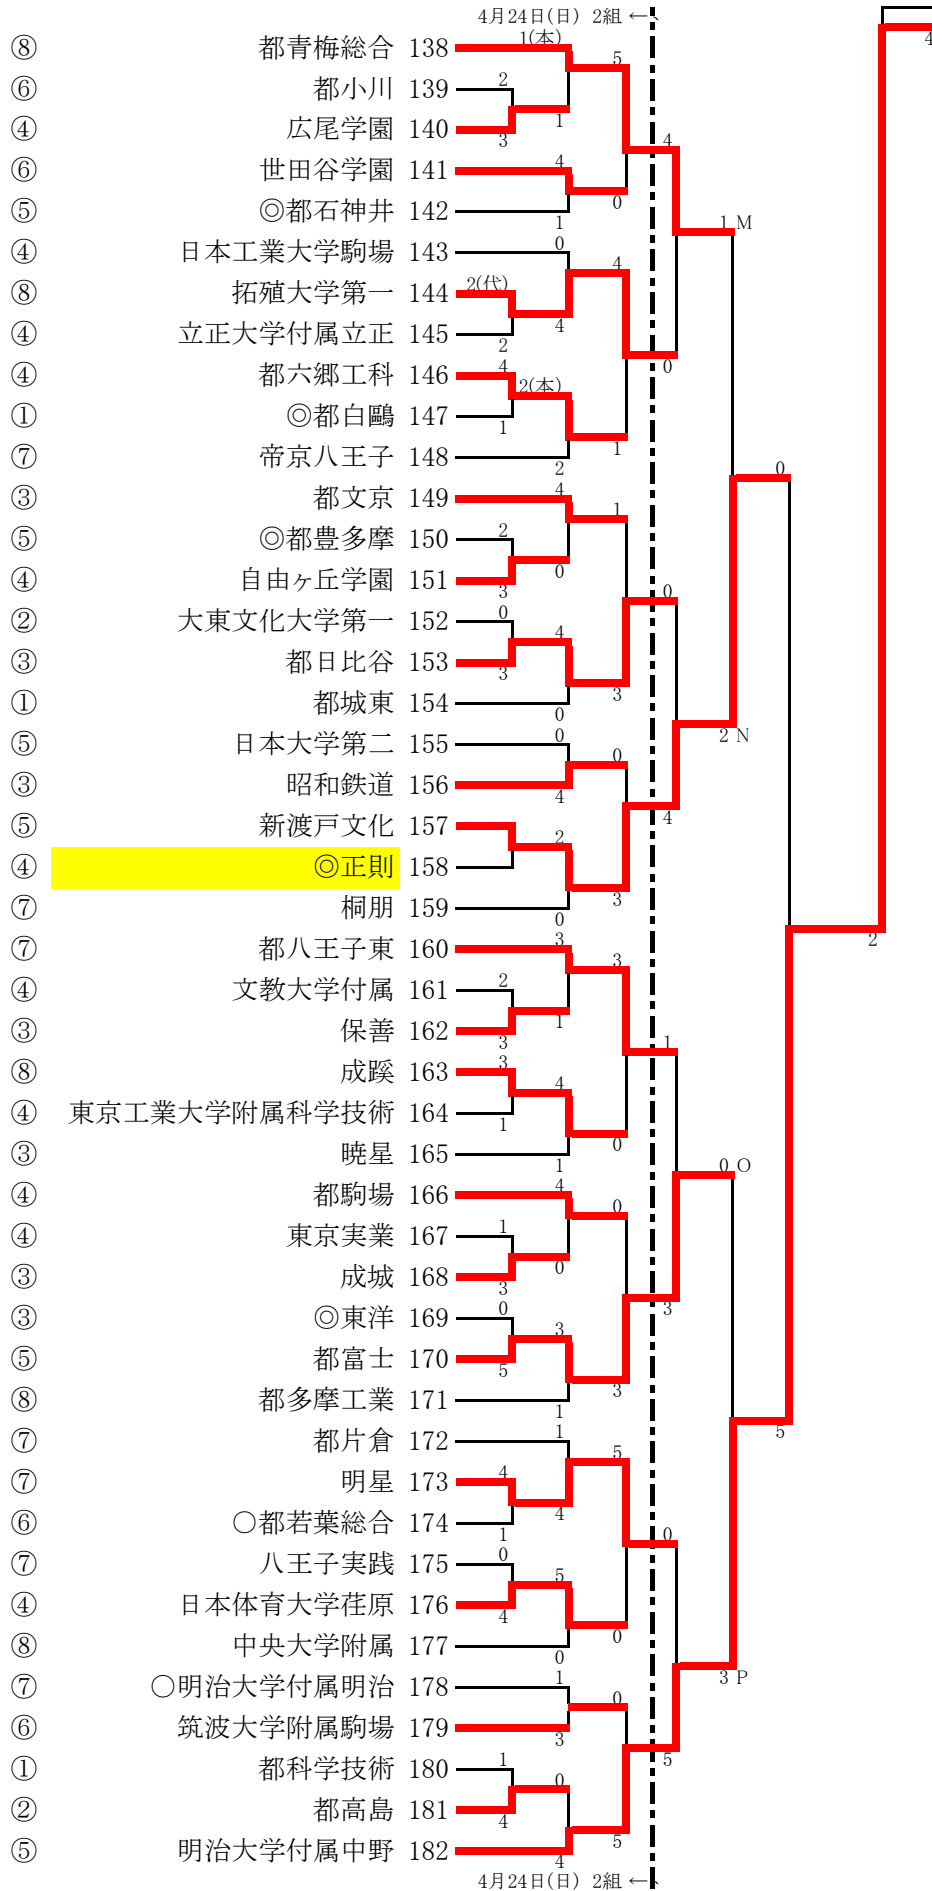 4月24日(日) 2組 ←
4
⑧ 都青梅総合 138 1(本) 5
⑥ 都小川 139 2
④ 広尾学園 140 3 1 4
⑥ 世田谷学園 141 4
⑤ ◎都石神井 142 1 0 1 M
④ 日本工業大学駒場 143 0 4
⑧ 拓殖大学第一 144 2(代) 4
④ 立正大学付属立正 145 2 0
④ 都六郷工科 146 4 2(本)
① ◎都白鷗 147 1 1
⑦ 帝京八王子 148 2 0
③ 都文京 149 4 1
⑤ ◎都豊多摩 150 2
④ 自由ヶ丘学園 151 3 0 0
② 大東文化大学第一 152 0 4
③ 都日比谷 153 3 3
① 都城東 154 0 2 N
⑤ 日本大学第二 155 0 0
③ 昭和鉄道 156 4 4
⑤ 新渡戸文化 157 2
④ ◎正則 158 3
⑦ 桐朋 159 0 2
⑦ 都八王子東 160 3 3
④ 文教大学付属 161 2
③ 保善 162 3 1 1
⑧ 成蹊 163 3 4
④ 東京工業大学附属科学技術 164 1 0
③ 暁星 165 1 0 O
④ 都駒場 166 4 0
④ 東京実業 167 1
③ 成城 168 3 0 3
③ ◎東洋 169 0 3
⑤ 都富士 170 5 3
⑧ 都多摩工業 171 1 5
⑦ 都片倉 172 1 5
⑦ 明星 173 4 4
⑥ ○都若葉総合 174 1 0
⑦ 八王子実践 175 0 5
④ 日本体育大学荏原 176 4 0
⑧ 中央大学附属 177 0 3 P
⑦ ○明治大学付属明治 178 1 0
⑥ 筑波大学附属駒場 179 3 5
① 都科学技術 180 1 0
② 都高島 181 4 5
⑤ 明治大学付属中野 182 4
4月24日(日) 2組 ←